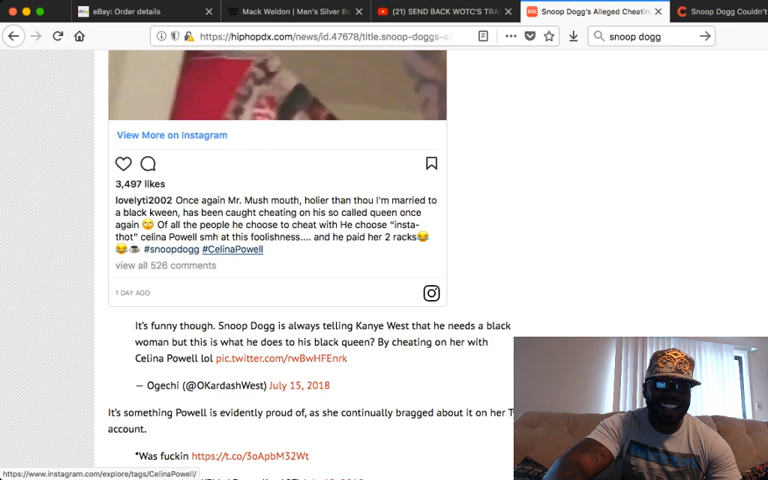 eBay: Order details
Mack Weldon | Men's Silver Bo
(21) SEND BACK WOTC'S TRA
Snoop Dogg's Alleged Cheatin
Snoop Dogg Couldn't
https://hiphopdx.com/news/id.47678/title.snoop-doggs-al
snoop dogg
View More on Instagram
3,497 likes
lovelyti2002 Once again Mr. Mush mouth, holier than thou I'm married to
a black kween, has been caught cheating on his so called queen once
again 🙄 Of all the people he choose to cheat with He choose "insta-
thot" celina Powell smh at this foolishness.... and he paid her 2 racks😂
😂☕ #snoopdogg #CelinaPowell
view all 526 comments
1 DAY AGO
It's funny though. Snoop Dogg is always telling Kanye West that he needs a black
woman but this is what he does to his black queen? By cheating on her with
Celina Powell lol pic.twitter.com/rwBwHFEnrk
— Ogechi (@OKardashWest) July 15, 2018
It's something Powell is evidently proud of, as she continually bragged about it on her T
account.
*Was fuckin https://t.co/3oApbM32Wt
https://www.instagram.com/explore/tags/CelinaPowell/